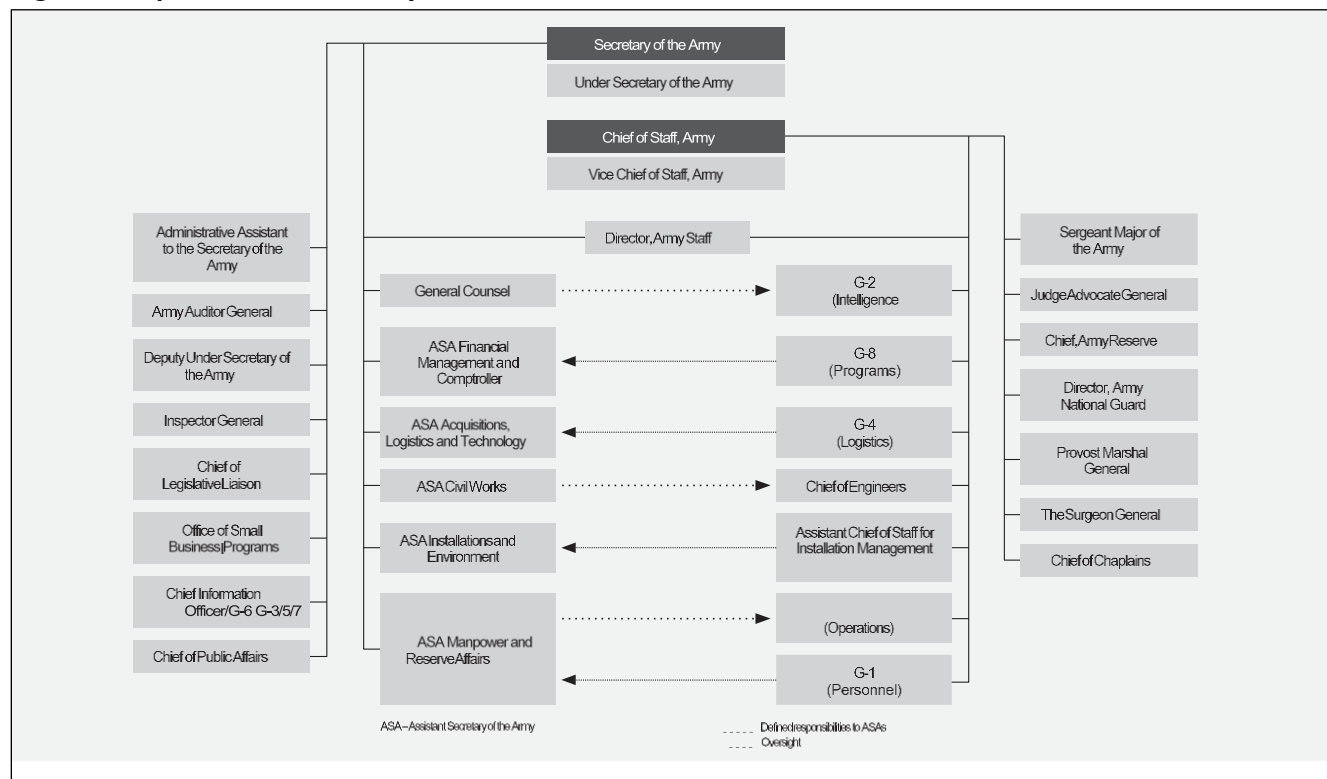 Secretary of the Army
Under Secretary of the Army
Chief of Staff, Army
Vice Chief of Staff, Army
Director, Army Staff
Administrative Assistant
to the Secretary of the
Army
Army Auditor General
Deputy Under Secretary of
the Army
Inspector General
Chief of
Legislative Liaison
Office of Small
Business Programs
Chief Information
Officer/G-6 G-3/5/7
Chief of Public Affairs
General Counsel
ASA Financial
Management and
Comptroller
ASA Acquisitions,
Logistics and Technology
ASA Civil Works
ASA Installations and
Environment
ASA Manpower and
Reserve Affairs
G-2
(Intelligence
G-8
(Programs)
G-4
(Logistics)
Chief of Engineers
Assistant Chief of Staff for
Installation Management
(Operations)
G-1
(Personnel)
Sergeant Major of
the Army
Judge Advocate General
Chief, Army Reserve
Director, Army
National Guard
Provost Marshal
General
The Surgeon General
Chief of Chaplains
ASA – Assistant Secretary of the Army
Defined responsibilities to ASAs
Oversight